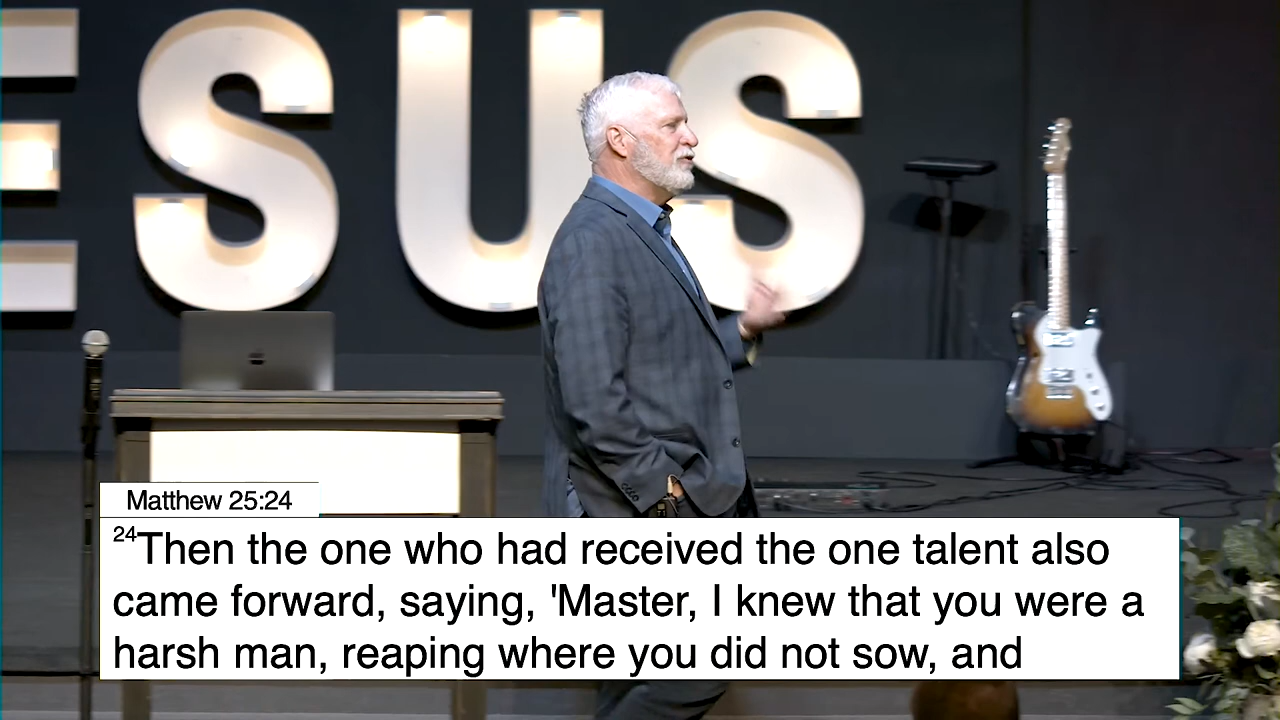 ESUS
Matthew 25:24
24Then the one who had received the one talent also
came forward, saying, 'Master, I knew that you were a
harsh man, reaping where you did not sow, and